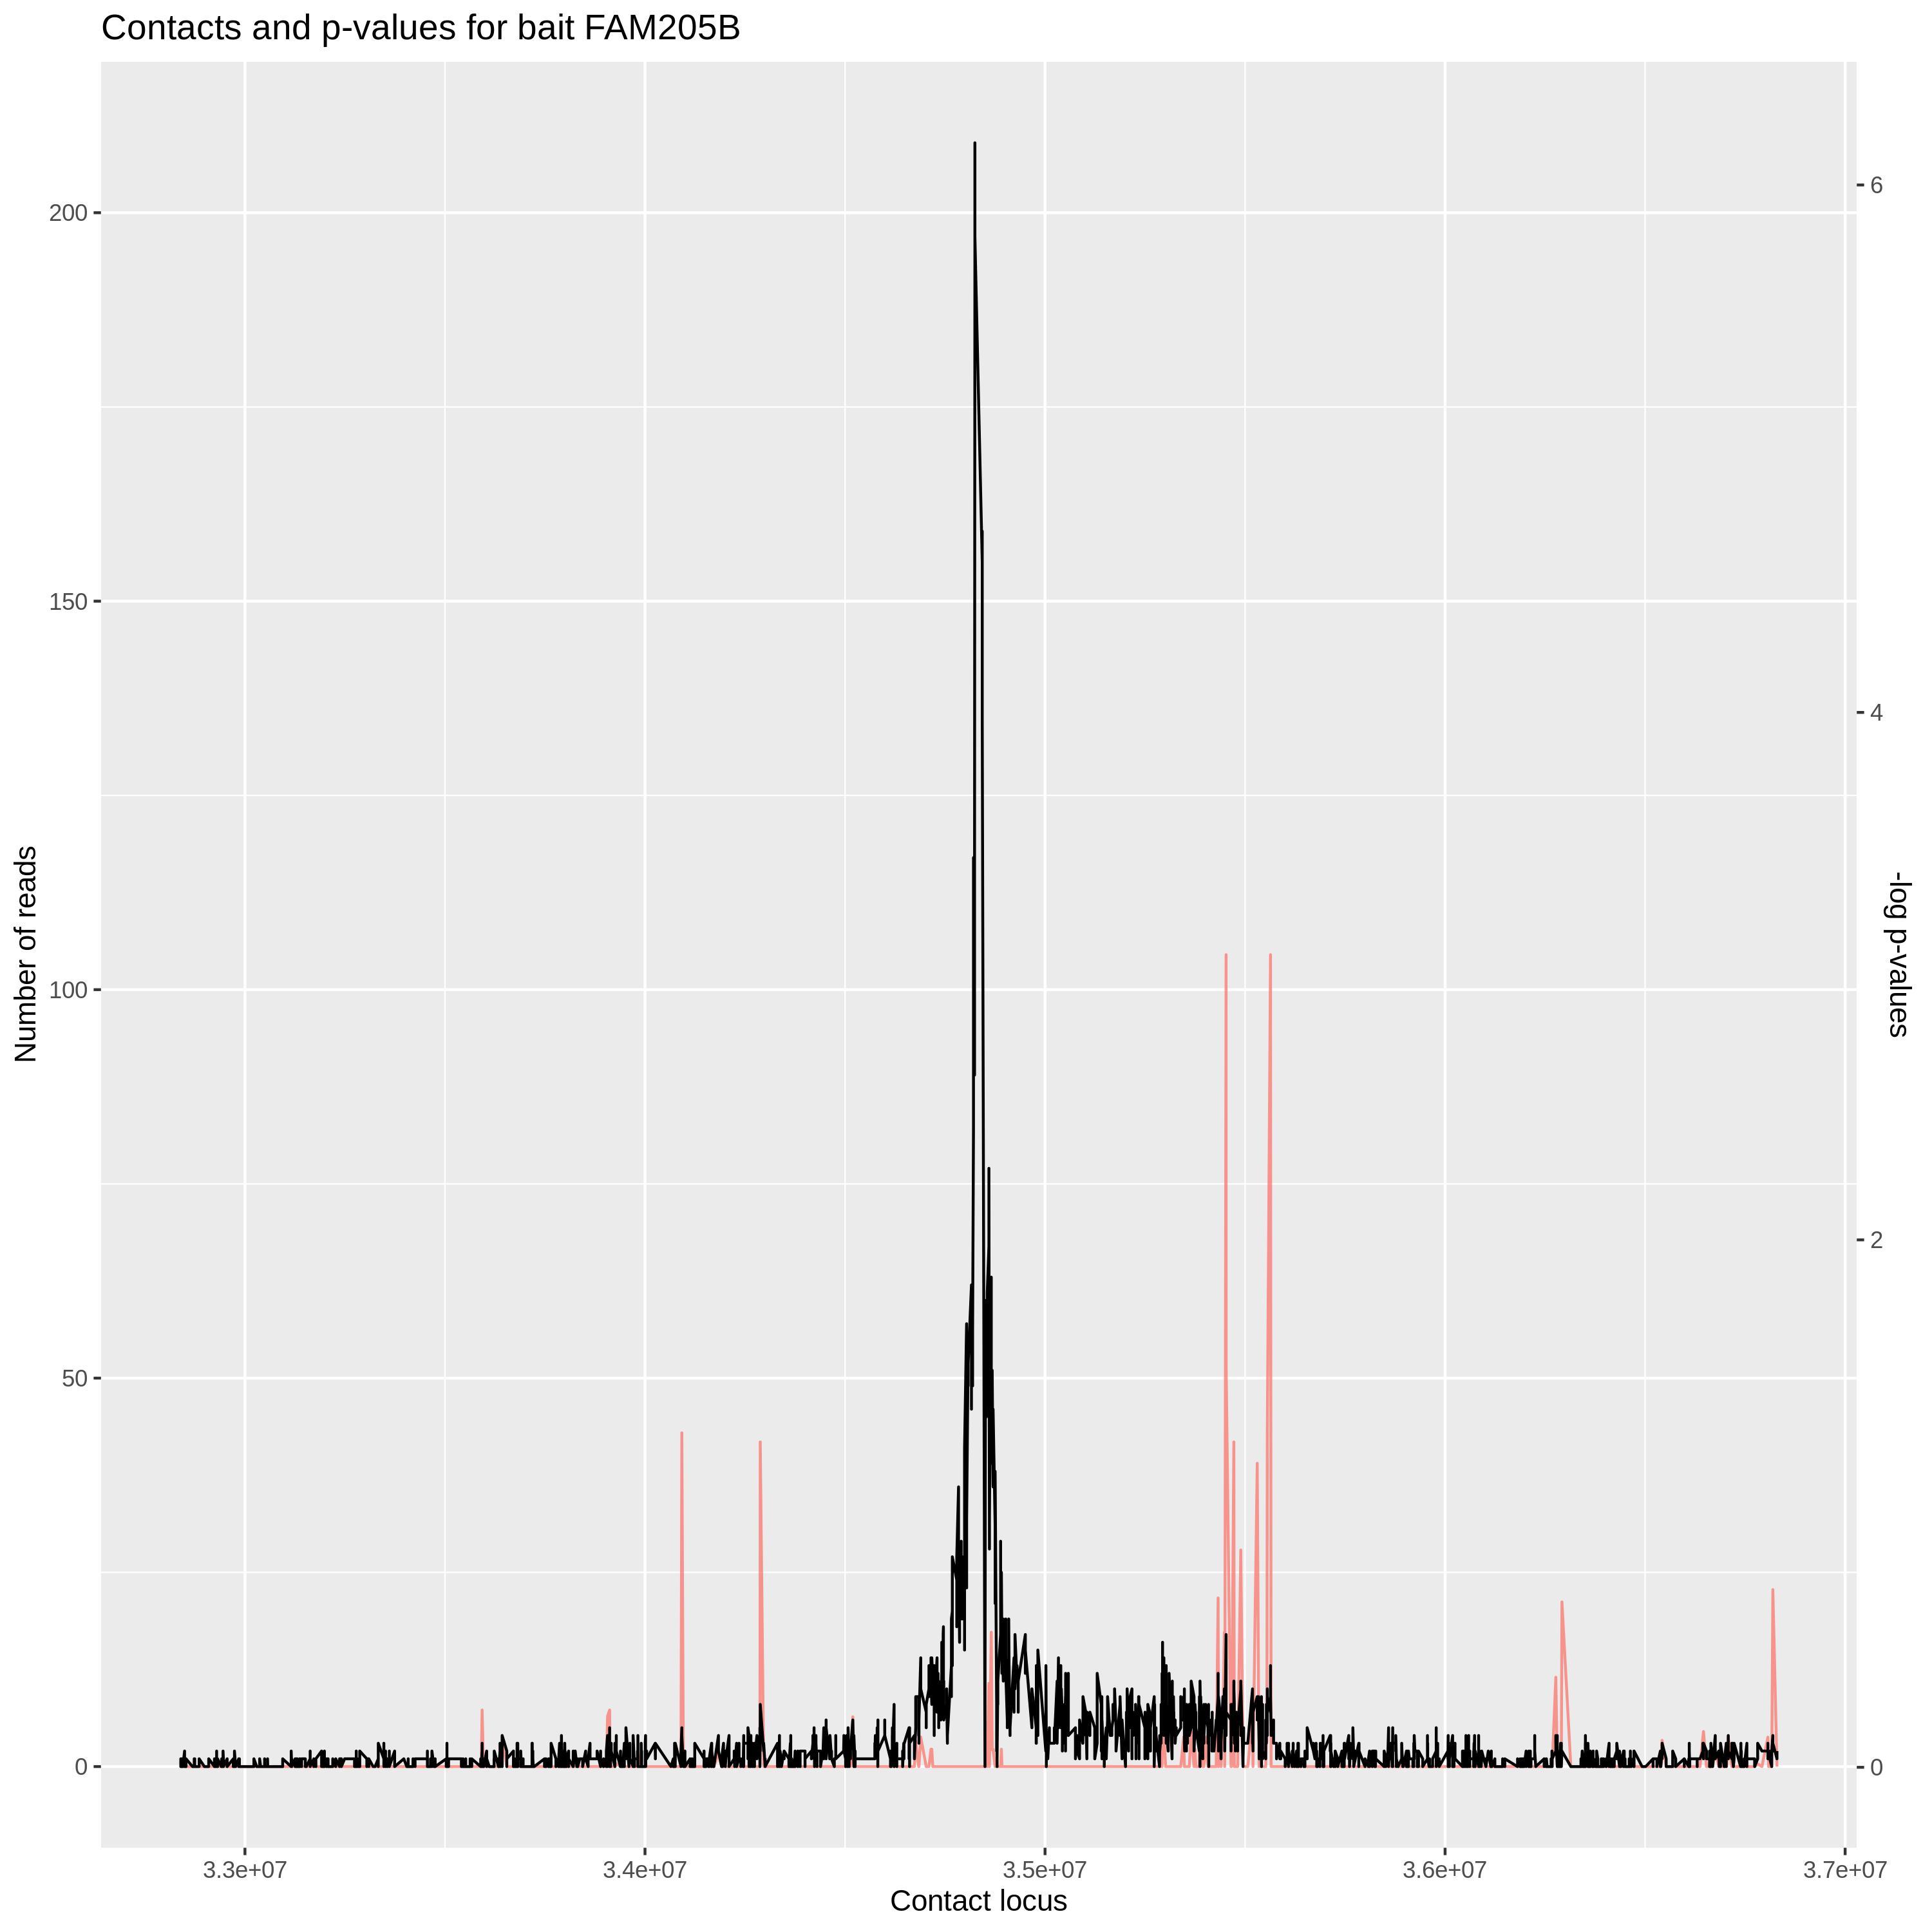 Contacts and p-values for bait FAM205B
Number of reads
200
150
100
50
0
6
4
2
0
-log p-values
3.3e+07
3.4e+07
3.5e+07
3.6e+07
3.7e+07
Contact locus